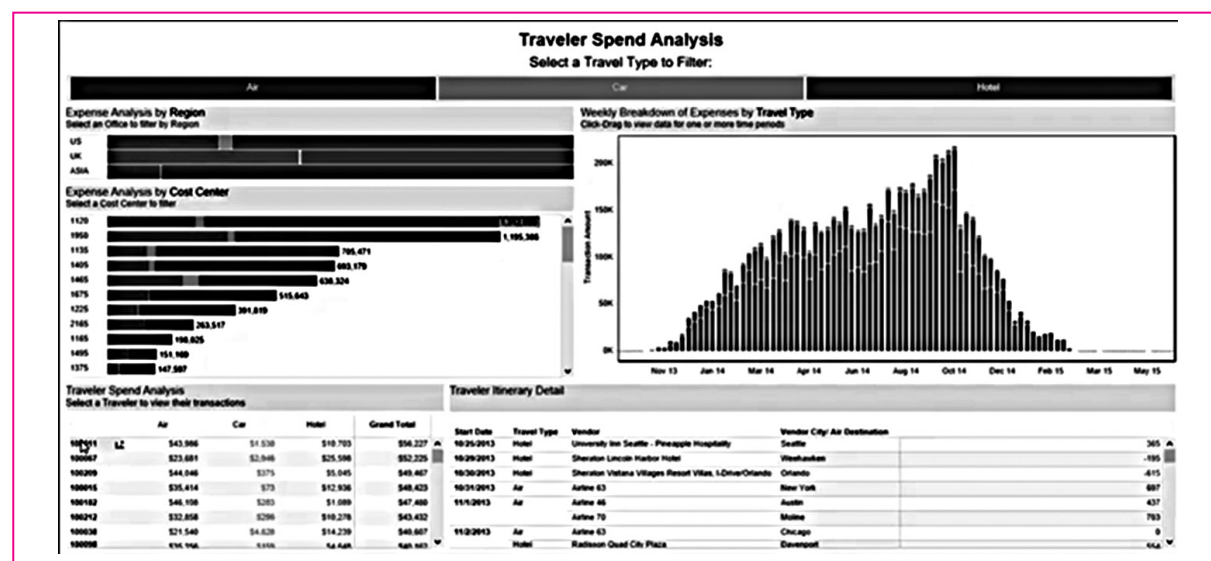 Traveler Spend Analysis
Select a Travel Type to Filter:
Air Car Hotel
Expense Analysis by Region
Select an Office to filter by Region
US
UK
ASIA
Expense Analysis by Cost Center
Select a Cost Center to filter
1120
1950 1,195,386
1135 705,471
1405 693,179
1465 638,324
1675 515,643
1225 391,819
2165 263,517
1165 198,025
1495 151,169
1375 147,597
Weekly Breakdown of Expenses by Travel Type
Click-Drag to view data for one or more time periods
Transaction Amount
200K
150K
100K
50K
0K
Nov 13 Jan 14 Mar 14 Apr 14 Jun 14 Aug 14 Oct 14 Dec 14 Feb 15 Mar 15 May 15
Traveler Spend Analysis
Select a Traveler to view their transactions
Air Car Hotel Grand Total
$43,986 $1,538 $10,703 $56,227
100067 $23,681 $2,946 $25,598 $52,225
100209 $44,046 $375 $5,045 $49,467
100015 $35,414 $73 $12,936 $48,423
100182 $46,108 $283 $1,089 $47,480
100212 $32,858 $296 $10,278 $43,432
100038 $21,540 $4,828 $14,239 $40,607
100098
Traveler Itinerary Detail
Start Date Travel Type Vendor Vendor City/ Air Destination
10/25/2013 Hotel University Inn Seattle - Pineapple Hospitality Seattle 365
10/29/2013 Hotel Sheraton Lincoln Harbor Hotel Weehawken -195
10/30/2013 Hotel Sheraton Vistana Villages Resort Villas, I-Drive/Orlando Orlando -615
10/31/2013 Air Airline 63 New York 697
11/1/2013 Air Airline 46 Austin 437
Airline 70 Moline 703
11/2/2013 Air Airline 63 Chicago 0
Hotel Radisson Quad City Plaza Davenport 554